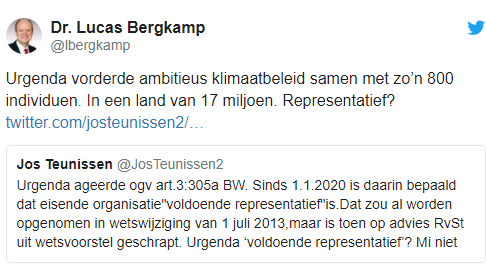 Dr. Lucas Bergkamp
@lbergkamp
Urgenda vorderde ambitieus klimaatbeleid samen met zo’n 800
individuen. In een land van 17 miljoen. Representatief?
twitter.com/josteunissen2/…
Jos Teunissen @JosTeunissen2
Urgenda ageerde ogv art.3:305a BW. Sinds 1.1.2020 is daarin bepaald
dat eisende organisatie"voldoende representatief"is.Dat zou al worden
opgenomen in wetswijziging van 1 juli 2013,maar is toen op advies RvSt
uit wetsvoorstel geschrapt. Urgenda ‘voldoende representatief’? Mi niet